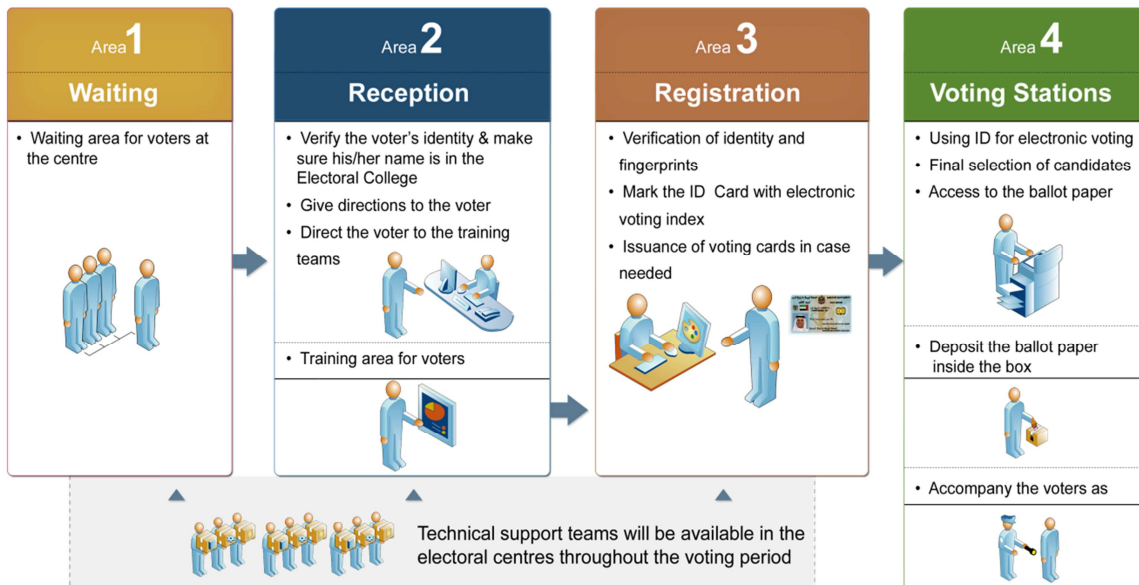 Area 1
Waiting
• Waiting area for voters at
the centre
Area 2
Reception
• Verify the voter's identity & make
sure his/her name is in the
Electoral College
• Give directions to the voter
• Direct the voter to the training
teams
• Training area for voters
Area 3
Registration
• Verification of identity and
fingerprints
• Mark the ID Card with electronic
voting index
• Issuance of voting cards in case
needed
Area 4
Voting Stations
• Using ID for electronic voting
• Final selection of candidates
• Access to the ballot paper
• Deposit the ballot paper
inside the box
• Accompany the voters as
Technical support teams will be available in the
electoral centres throughout the voting period